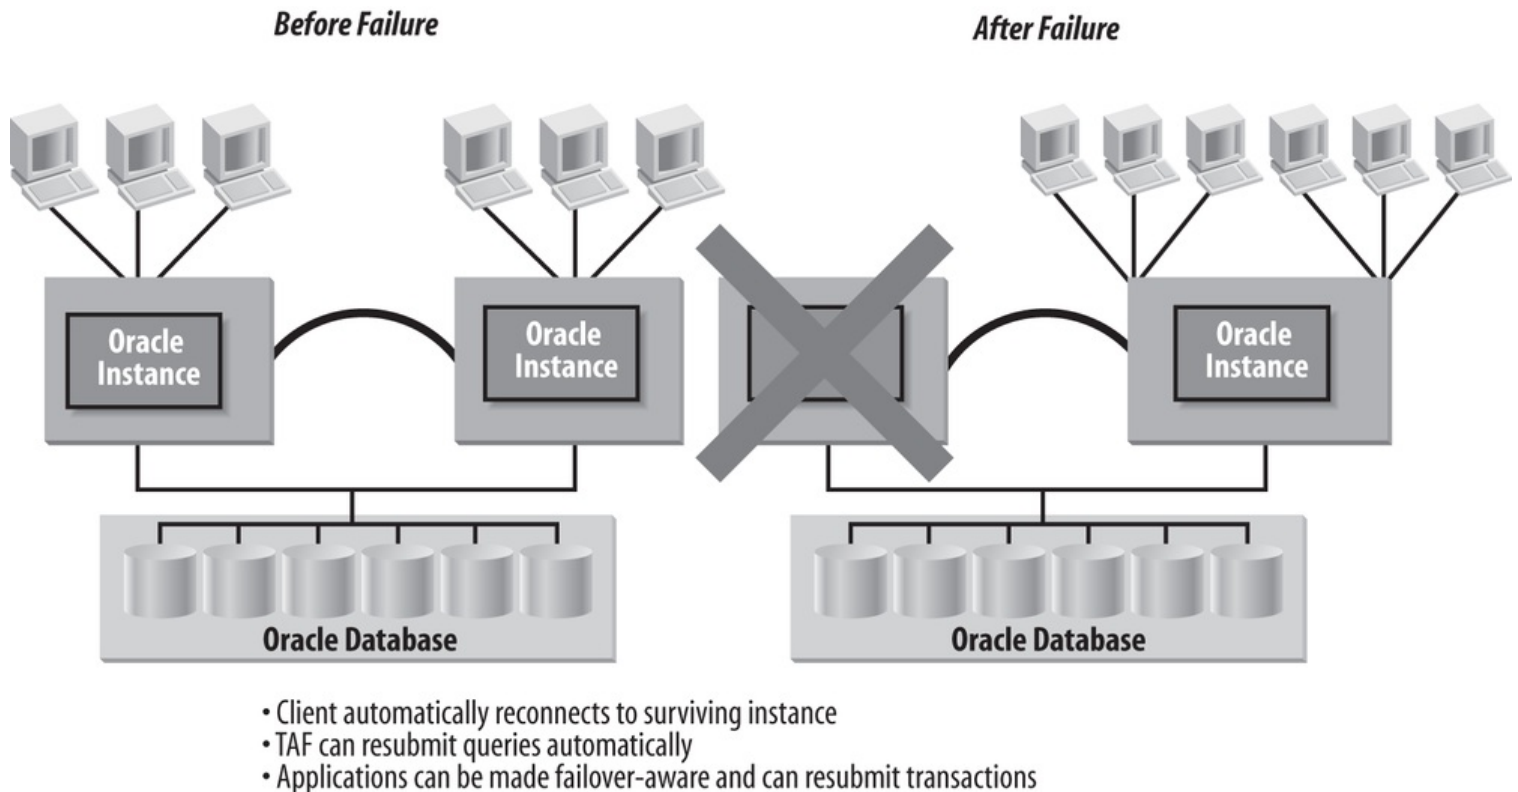 Before Failure
After Failure
Oracle
Instance
Oracle
Instance
Oracle
Instance
Oracle Database
Oracle Database
• Client automatically reconnects to surviving instance
• TAF can resubmit queries automatically
• Applications can be made failover-aware and can resubmit transactions